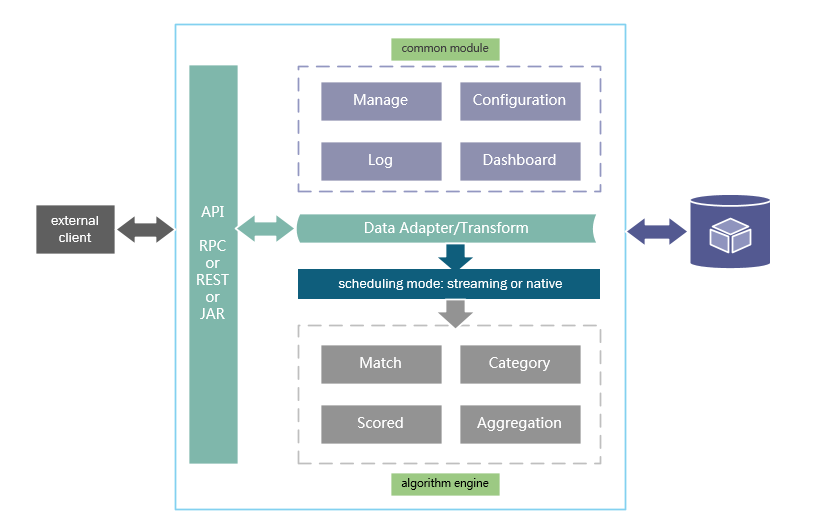 common module
Manage
Configuration
Log
Dashboard
external
client
API
RPC
or
REST
or
JAR
Data Adapter/Transform
scheduling mode: streaming or native
Match
Category
Scored
Aggregation
algorithm engine